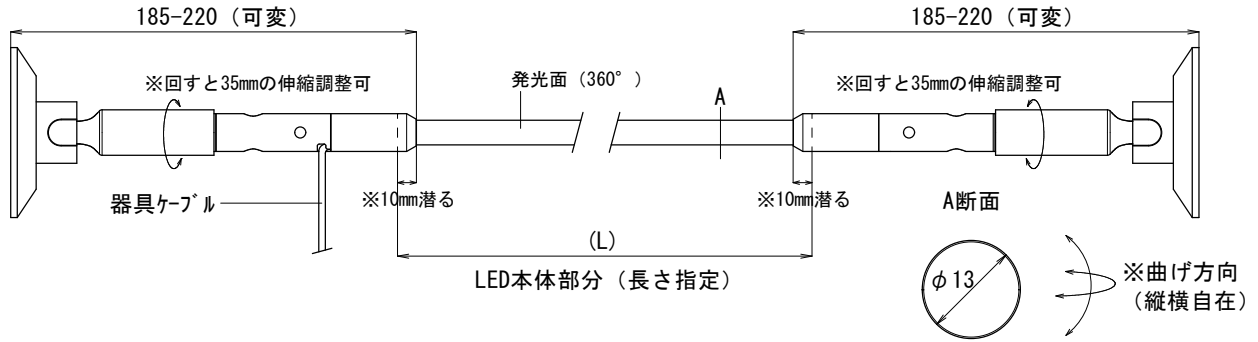 185-220（可変）
185-220（可変）
※回すと35mmの伸縮調整可
発光面（360°）
A
※回すと35mmの伸縮調整可
器具ｹｰﾌﾞﾙ
※10mm潜る
※10mm潜る
A断面
(L)
LED本体部分（長さ指定）
φ13
※曲げ方向
（縦横自在）